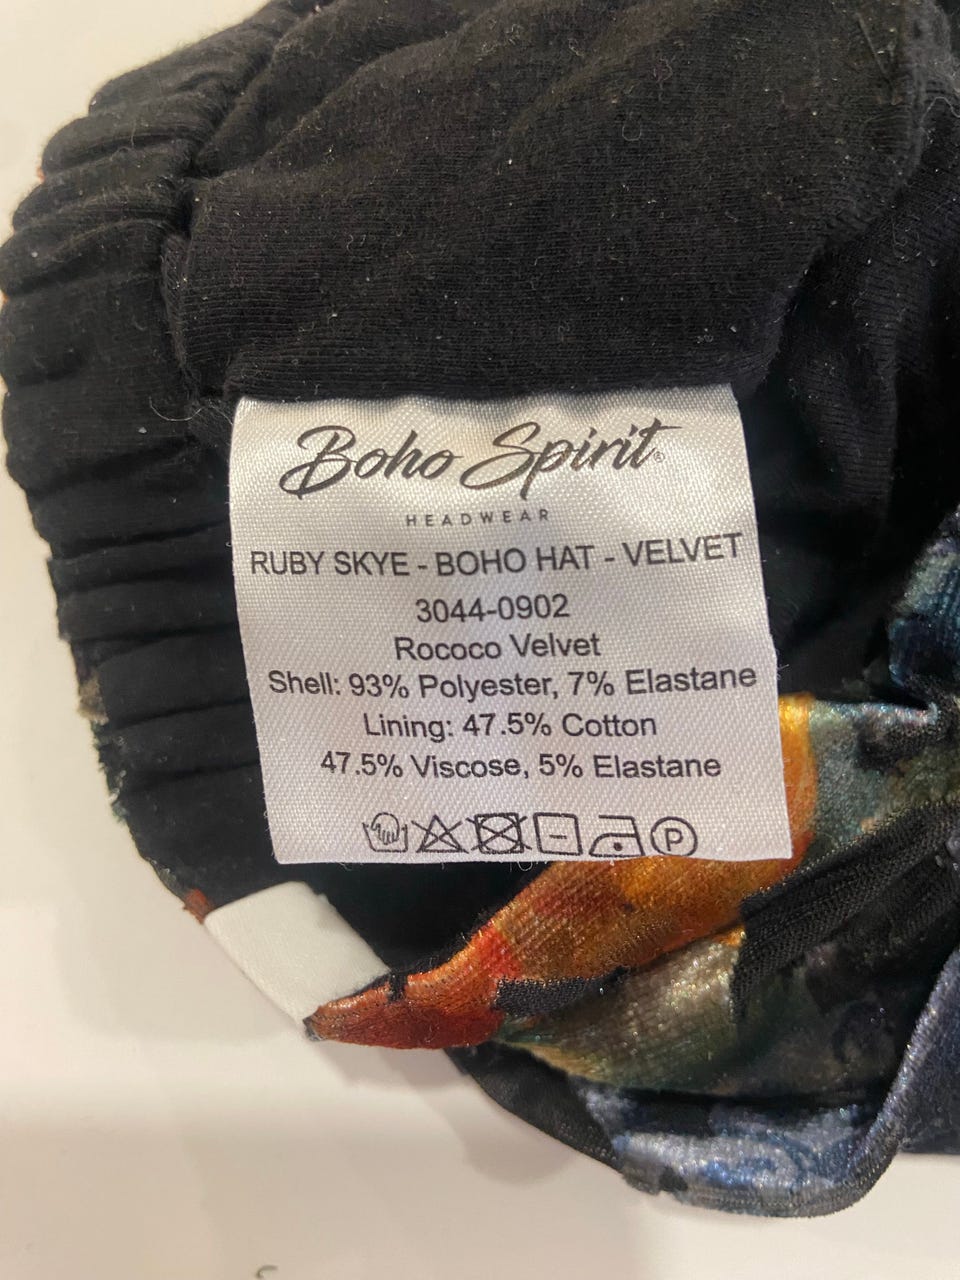 Boho Spirit®
HEADWEAR
RUBY SKYE - BOHO HAT - VELVET
3044-0902
Rococo Velvet
Shell: 93% Polyester, 7% Elastane
Lining: 47.5% Cotton
47.5% Viscose, 5% Elastane
P